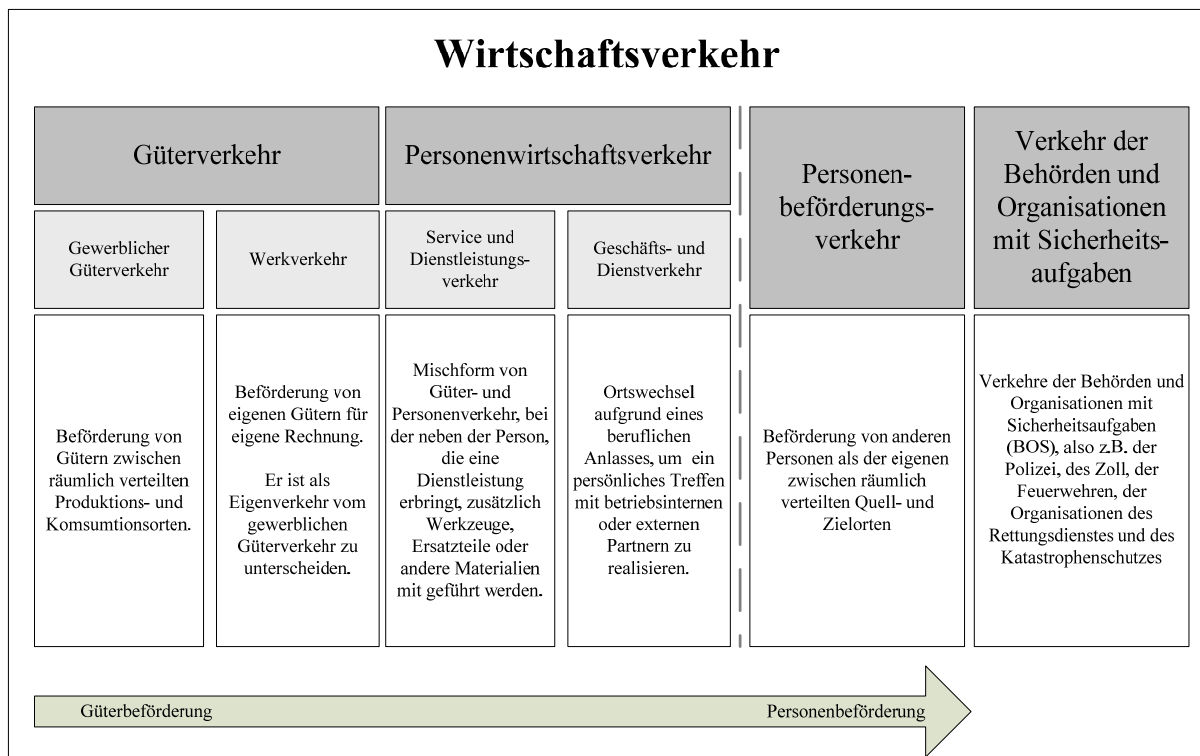 Wirtschaftsverkehr
Güterverkehr
Personenwirtschaftsverkehr
Personen-
beförderungs-
verkehr
Verkehr der
Behörden und
Organisationen
mit Sicherheits-
aufgaben
Gewerblicher
Güterverkehr
Werkverkehr
Service und
Dienstleistungs-
verkehr
Geschäfts- und
Dienstverkehr
Beförderung von
Gütern zwischen
räumlich verteilten
Produktions- und
Komsumtionsorten.
Beförderung von
eigenen Gütern für
eigene Rechnung.
Er ist als
Eigenverkehr vom
gewerblichen
Güterverkehr zu
unterscheiden.
Mischform von
Güter- und
Personenverkehr, bei
der neben der Person,
die eine
Dienstleistung
erbringt, zusätzlich
Werkzeuge,
Ersatzteile oder
andere Materialien
mit geführt werden.
Ortswechsel
aufgrund eines
beruflichen
Anlasses, um ein
persönliches Treffen
mit betriebsinternen
oder externen
Partnern zu
realisieren.
Beförderung von anderen
Personen als der eigenen
zwischen räumlich
verteilten Quell- und
Zielorten
Verkehre der Behörden und
Organisationen mit
Sicherheitsaufgaben
(BOS), also z.B. der
Polizei, des Zoll, der
Feuerwehren, der
Organisationen des
Rettungsdienstes und des
Katastrophenschutzes
Güterbeförderung
Personenbeförderung